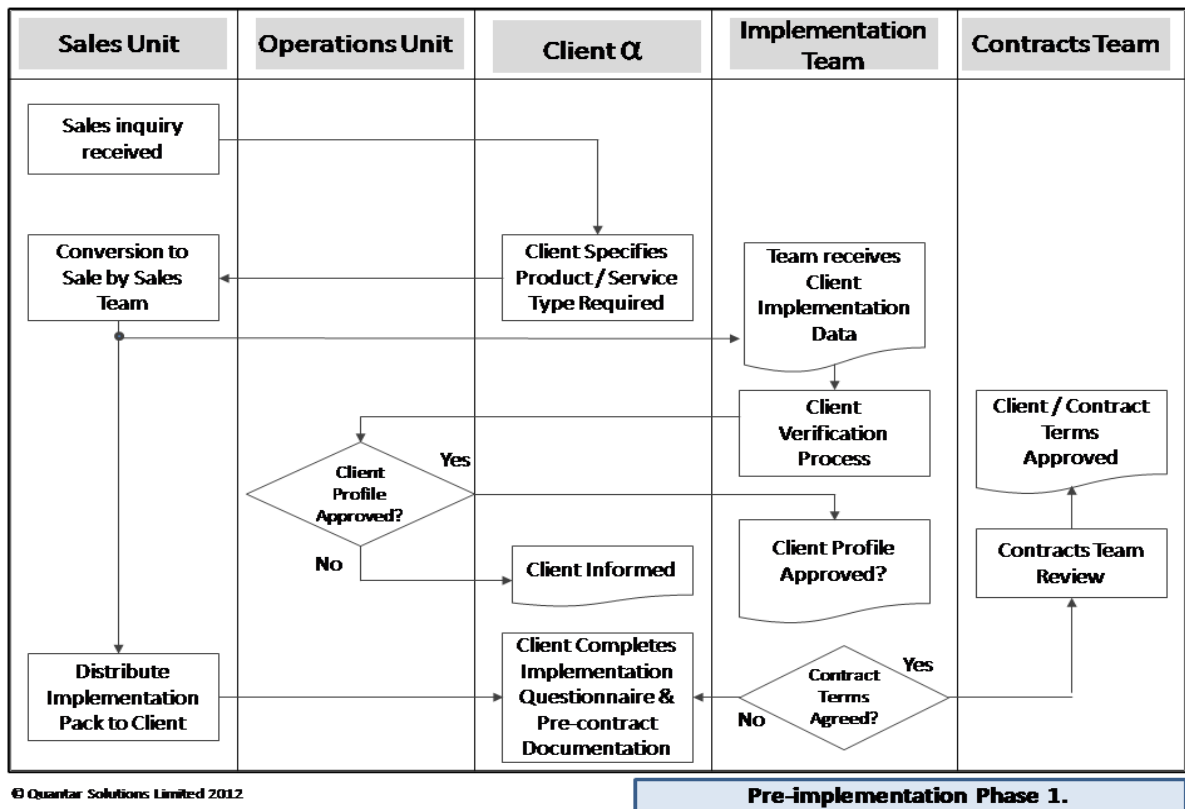 Sales Unit
Operations Unit
Client α
Implementation
Team
Contracts Team
Sales inquiry
received
Conversion to
Sale by Sales
Team
Client Specifies
Product / Service
Type Required
Team receives
Client
Implementation
Data
Client
Verification
Process
Client / Contract
Terms
Approved
Client
Profile
Approved?
Yes
No
Client Informed
Client Profile
Approved?
Contracts Team
Review
Distribute
Implementation
Pack to Client
Client Completes
Implementation
Questionnaire &
Pre-contract
Documentation
Contract
Terms
Agreed?
Yes
No
© Quantar Solutions Limited 2012
Pre-implementation Phase 1.